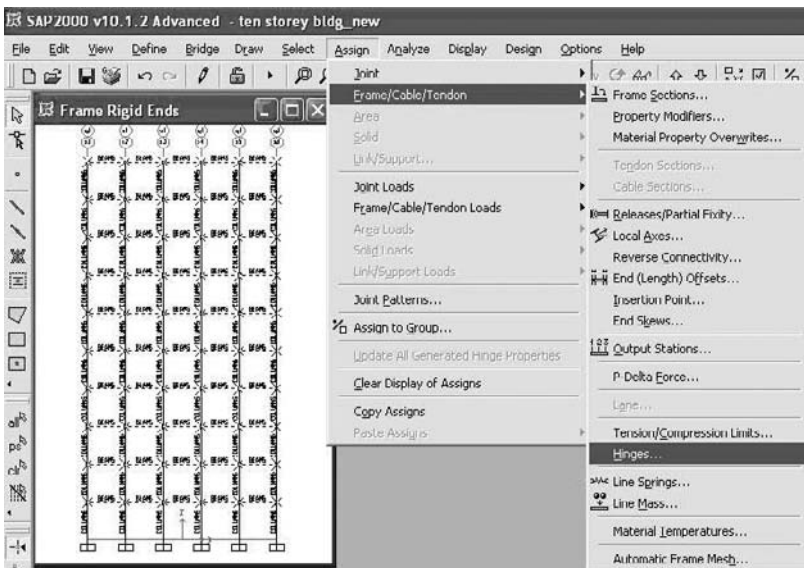 SAP2000 v10.1.2 Advanced - ten storey bldg_new
File Edit View Define Bridge Draw Select Assign Analyze Display Design Options Help
Frame Rigid Ends
Joint
Frame/Cable/Tendon
Area
Solid
Link/Support...
Joint Loads
Frame/Cable/Tendon Loads
Area Loads
Solid Loads
Link/Support Loads
Joint Patterns...
Assign to Group...
Update All Generated Hinge Properties
Clear Display of Assigns
Copy Assigns
Paste Assigns
Frame Sections...
Property Modifiers...
Material Property Overwrites...
Tendon Sections...
Cable Sections...
Releases/Partial Fixity...
Local Axes...
Reverse Connectivity...
End (Length) Offsets...
Insertion Point...
End Skews...
Output Stations...
P-Delta Force...
Lane...
Tension/Compression Limits...
Hinges...
Line Springs...
Line Mass...
Material Temperatures...
Automatic Frame Mesh...